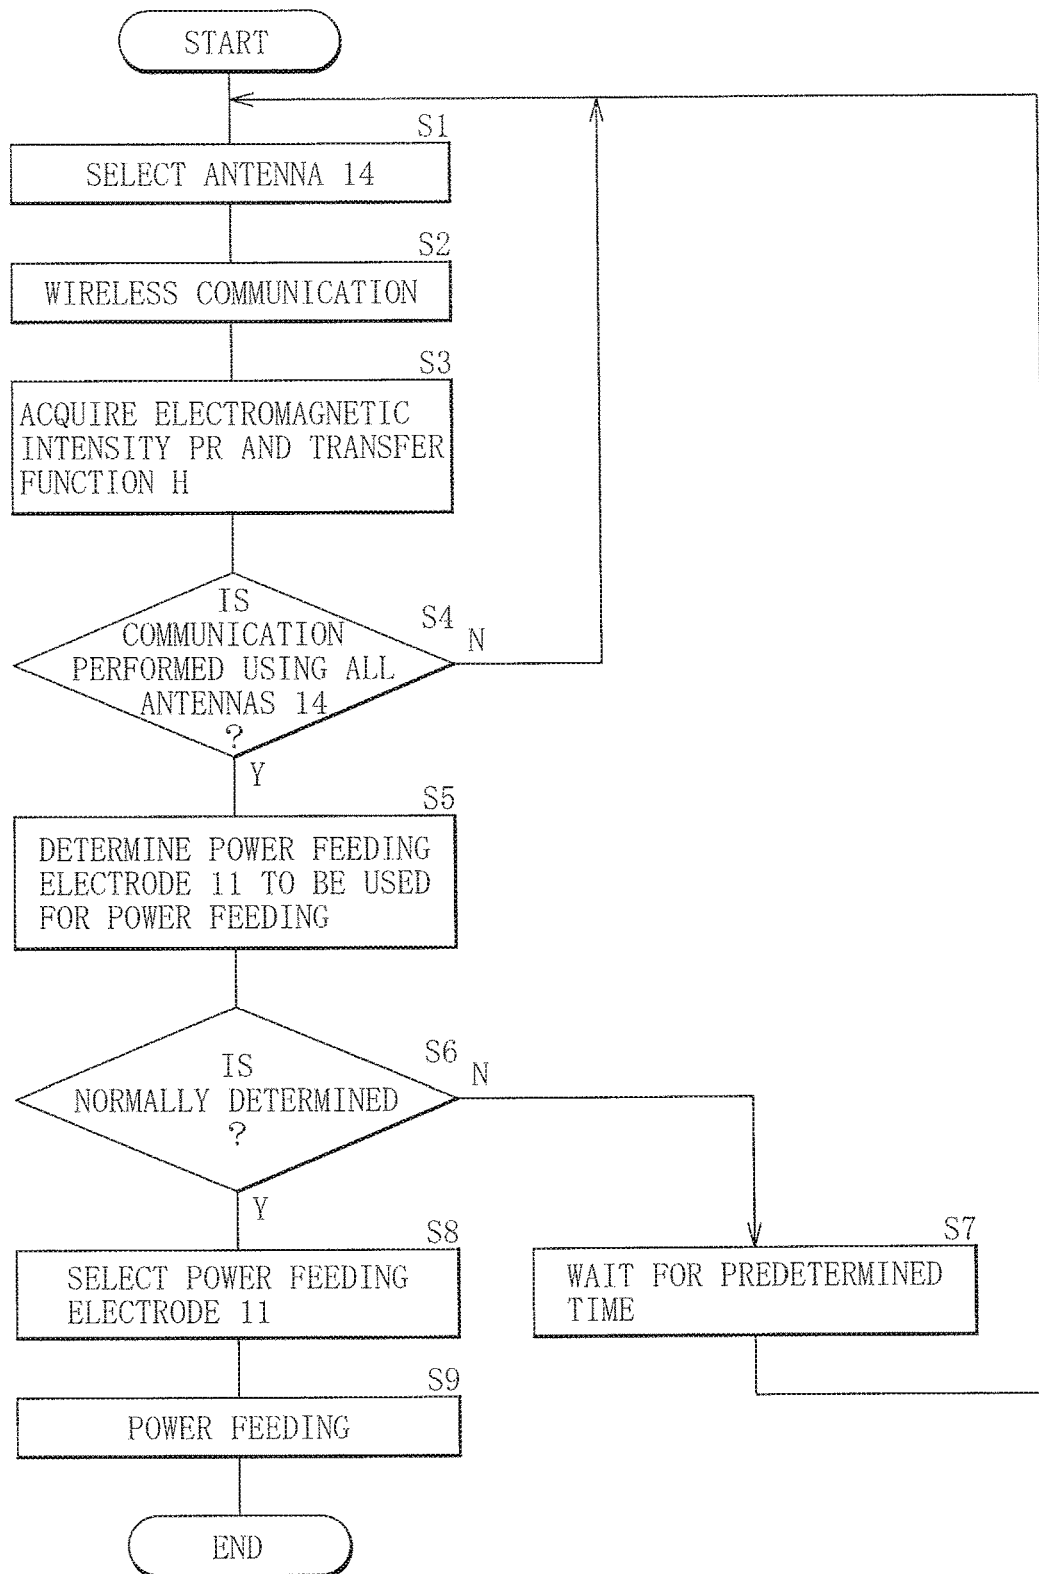 START
S1
SELECT ANTENNA 14
S2
WIRELESS COMMUNICATION
S3
ACQUIRE ELECTROMAGNETIC
INTENSITY PR AND TRANSFER
FUNCTION H
IS
COMMUNICATION
PERFORMED USING ALL
ANTENNAS 14
?
S4
N
Y
S5
DETERMINE POWER FEEDING
ELECTRODE 11 TO BE USED
FOR POWER FEEDING
IS
NORMALLY DETERMINED
?
S6
N
Y
S8
SELECT POWER FEEDING
ELECTRODE 11
S7
WAIT FOR PREDETERMINED
TIME
S9
POWER FEEDING
END